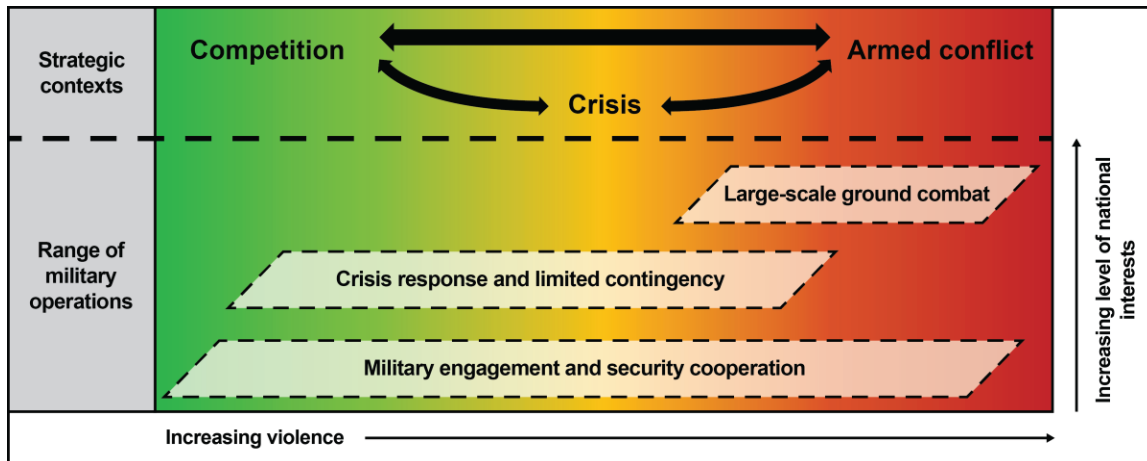 Strategic
contexts
Competition
Armed conflict
Crisis
Range of
military
operations
Large-scale ground combat
Crisis response and limited contingency
Military engagement and security cooperation
Increasing level of national
interests
Increasing violence